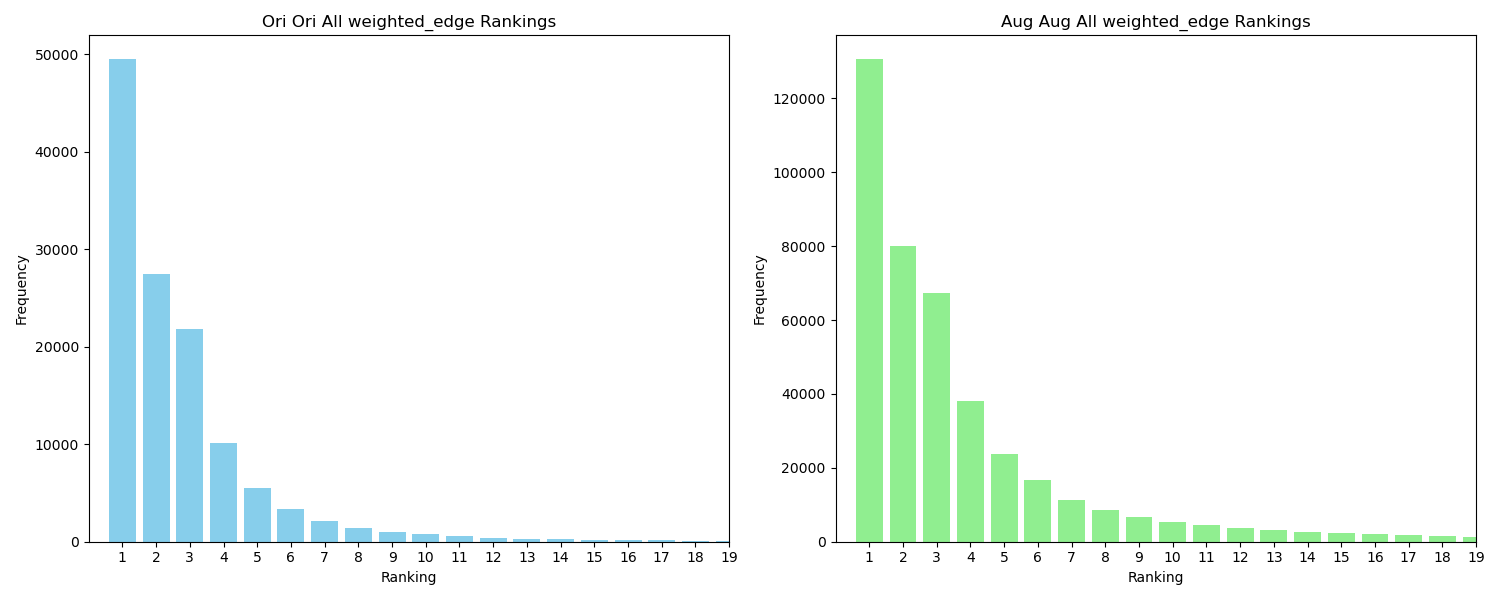 Ori Ori All weighted_edge Rankings
50000
40000
30000
20000
10000
0
Frequency
1 2 3 4 5 6 7 8 9 10 11 12 13 14 15 16 17 18 19
Ranking
Aug Aug All weighted_edge Rankings
120000
100000
80000
60000
40000
20000
0
Frequency
1 2 3 4 5 6 7 8 9 10 11 12 13 14 15 16 17 18 19
Ranking